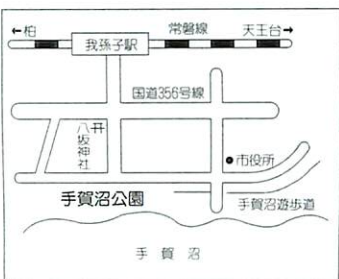 ←柏
常磐線
天王台→
我孫子駅
国道356号線
八坂神社
市役所
手賀沼公園
手賀沼遊歩道
手賀沼